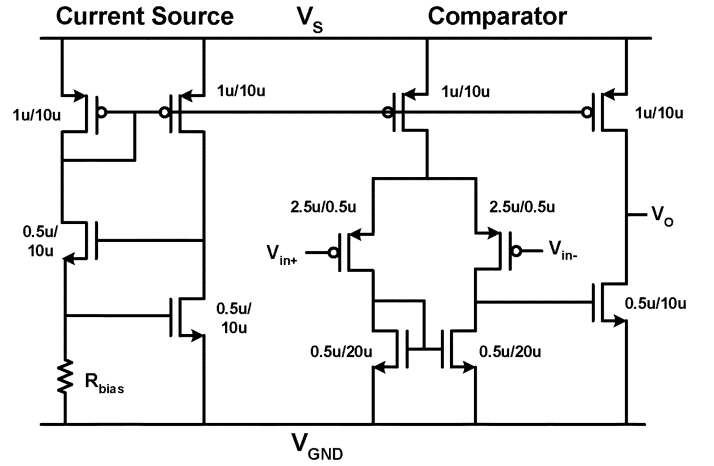 Current Source
V_S
Comparator
1u/10u
1u/10u
1u/10u
1u/10u
2.5u/0.5u
2.5u/0.5u
0.5u/
10u
V_in+
V_in-
V_O
0.5u/
10u
0.5u/10u
0.5u/20u
0.5u/20u
R_bias
V_GND